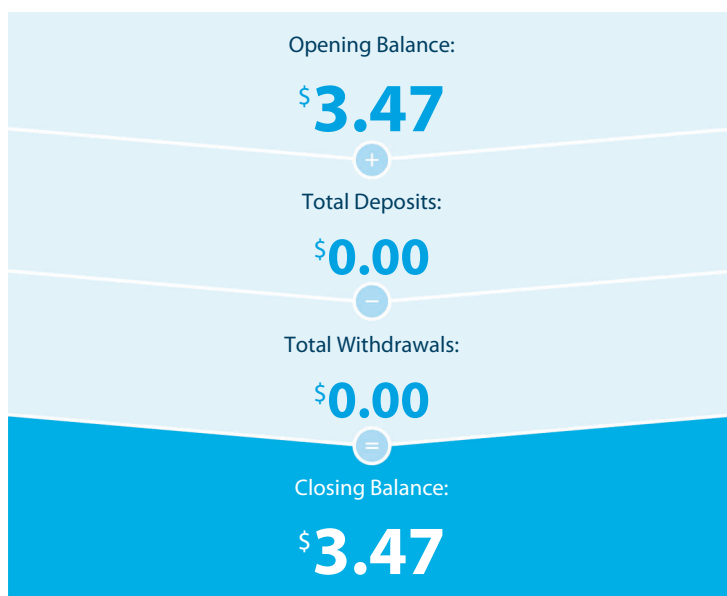 Opening Balance:
$3.47
+
Total Deposits:
$0.00
−
Total Withdrawals:
$0.00
=
Closing Balance:
$3.47